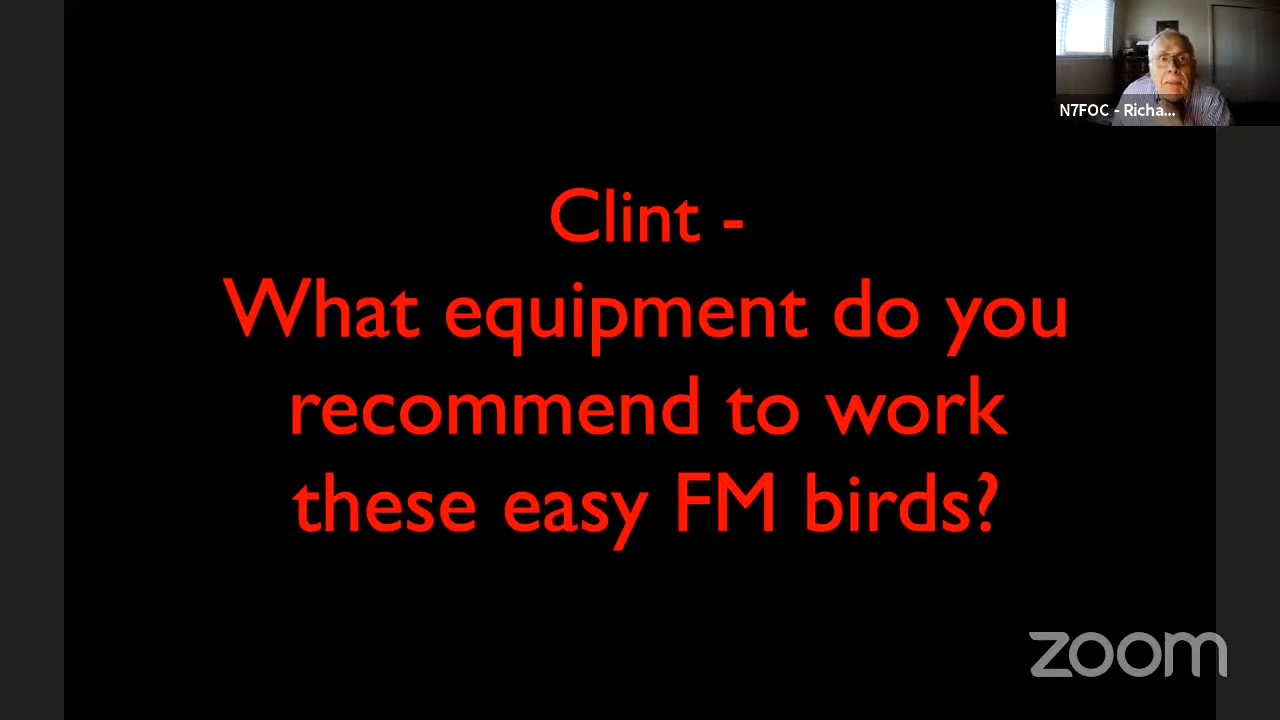 N7FOC - Richa...
Clint -
What equipment do you
recommend to work
these easy FM birds?
zoom